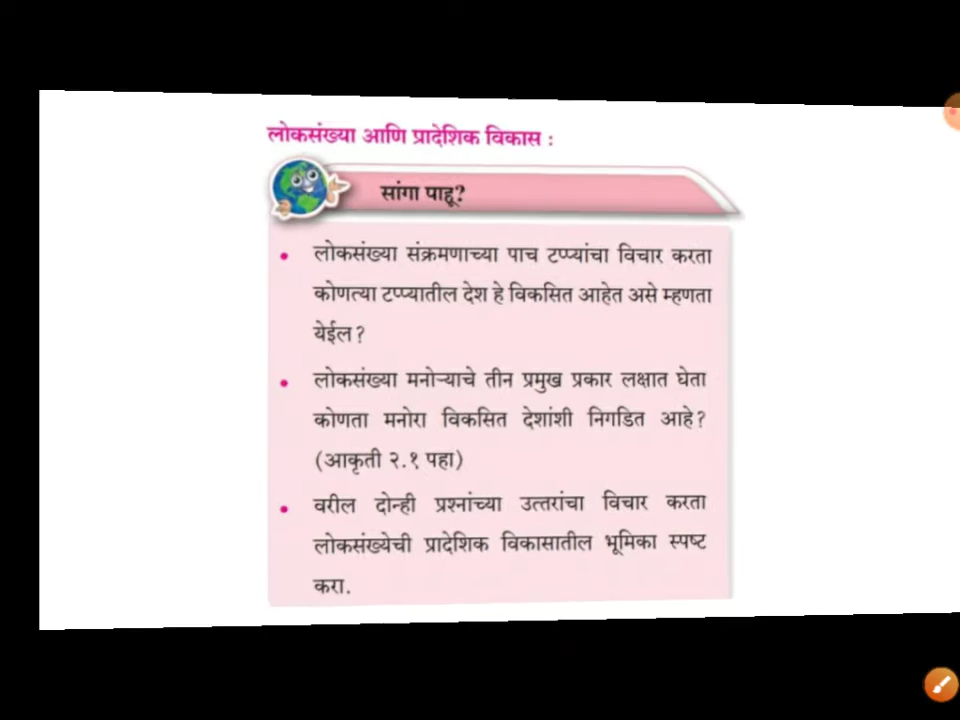 लोकसंख्या आणि प्रादेशिक विकास :
सांगा पाहू?
• लोकसंख्या संक्रमणाच्या पाच टप्प्यांचा विचार करता
कोणत्या टप्प्यातील देश हे विकसित आहेत असे म्हणता
येईल?
• लोकसंख्या मनोऱ्याचे तीन प्रमुख प्रकार लक्षात घेता
कोणता मनोरा विकसित देशांशी निगडित आहे?
(आकृती २.१ पहा)
• वरील दोन्ही प्रश्नांच्या उत्तरांचा विचार करता
लोकसंख्येची प्रादेशिक विकासातील भूमिका स्पष्ट
करा.